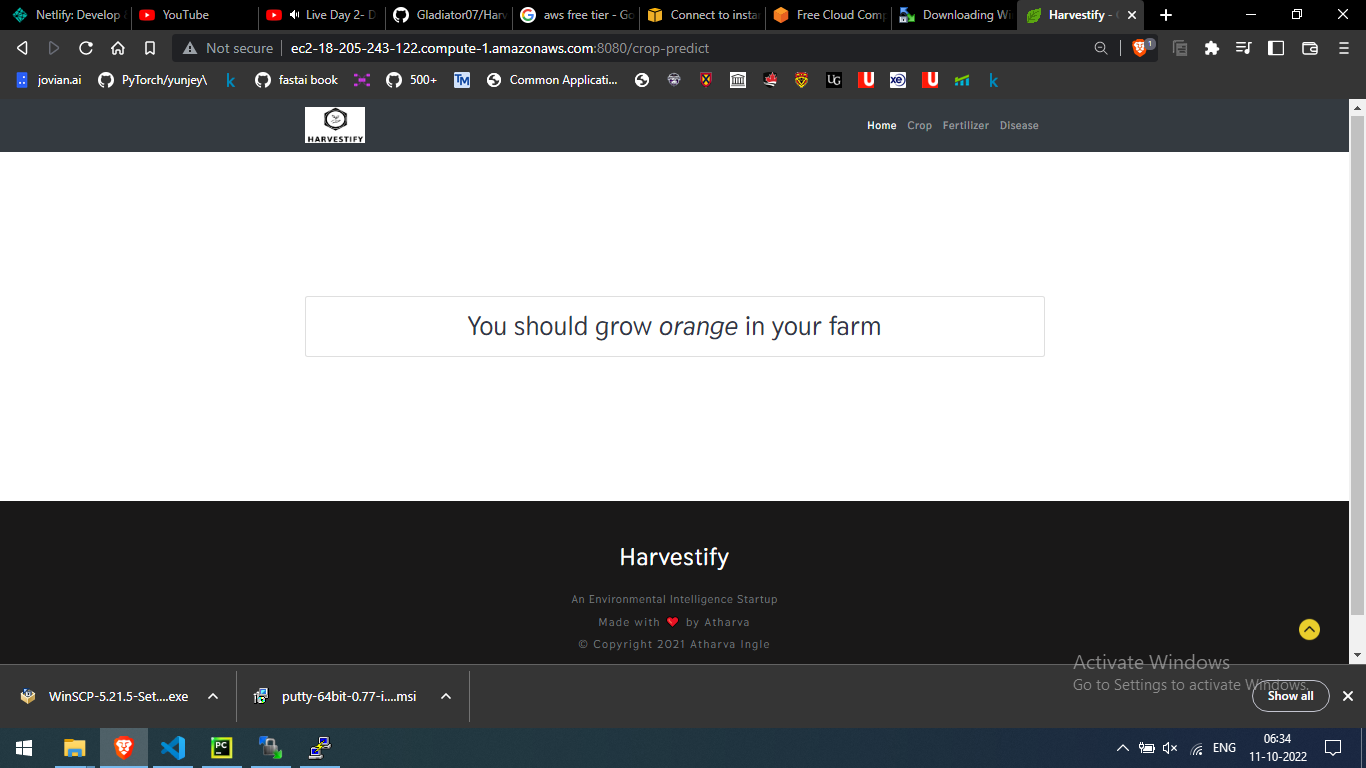 Netlify: Develop
YouTube
Live Day 2- D
Gladiator07/Harv
aws free tier - Go
Connect to insta
Free Cloud Comp
Downloading Wi
Harvestify -
Not secure
ec2-18-205-243-122.compute-1.amazonaws.com:8080/crop-predict
1
jovian.ai
PyTorch/yunjey\
k
fastai book
500+
TM
Common Applicati...
UG
U
xe
U
k
HARVESTIFY
Home
Crop
Fertilizer
Disease
You should grow orange in your farm
Harvestify
An Environmental Intelligence Startup
Made with ❤ by Atharva
© Copyright 2021 Atharva Ingle
Activate Windows
Go to Settings to activate Windows.
WinSCP-5.21.5-Set....exe
putty-64bit-0.77-i....msi
Show all
PC
ENG
06:34
11-10-2022